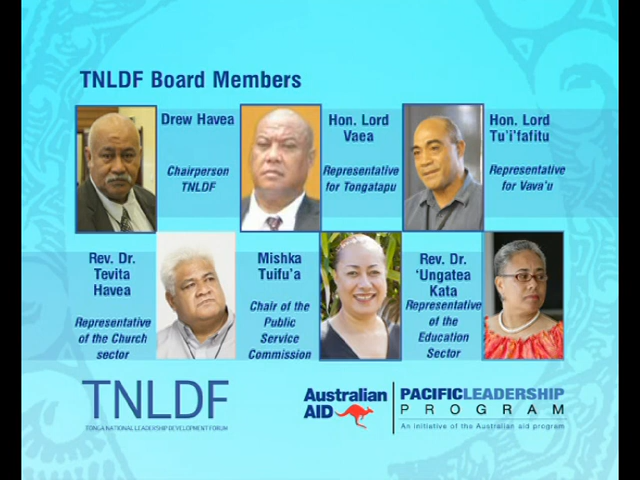 TNLDF Board Members
Drew Havea
Chairperson
TNLDF
Hon. Lord
Vaea
Representative
for Tongatapu
Hon. Lord
Tu'i'fafitu
Representative
for Vava'u
Rev. Dr.
Tevita
Havea
Representative
of the Church
sector
Mishka
Tuifu'a
Chair of the
Public
Service
Commission
Rev. Dr.
'Ungatea
Kata
Representative
of the
Education
Sector
TNLDF
TONGA NATIONAL LEADERSHIP DEVELOPMENT FORUM
Australian
AID
PACIFICLEADERSHIP
PROGRAM
An initiative of the Australian aid program